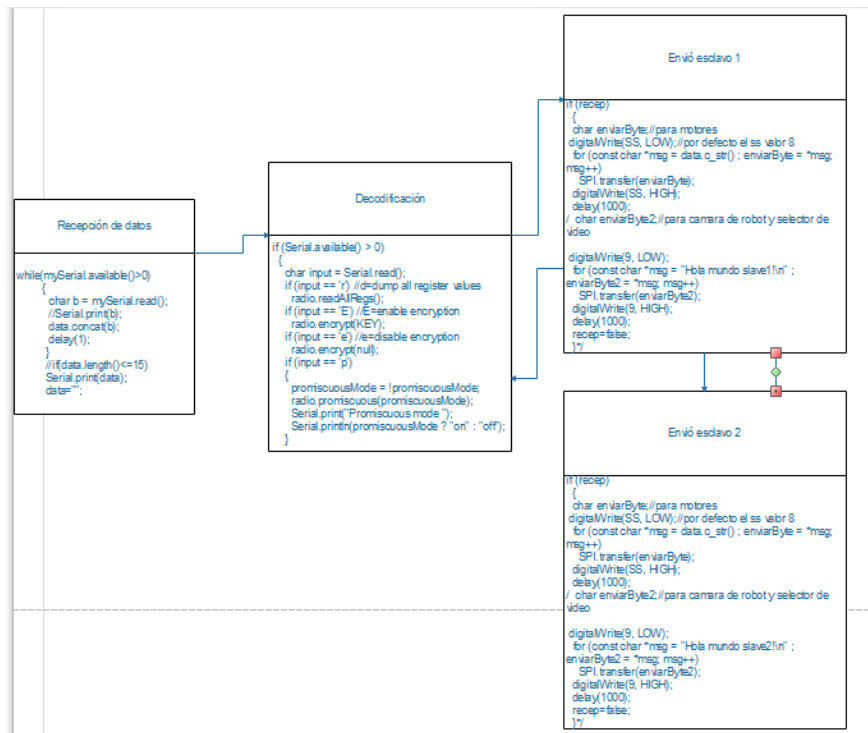 Recepción de datos
while(mySerial.available()>0)
{
char b = mySerial.read();
//Serial.print(b);
data.concat(b);
delay(1);
}
//if(data.length()<=15)
Serial.print(data);
data="";
Decodificación
if (Serial.available() > 0)
{
char input = Serial.read();
if (input == 'r') //d=dump all register values
radio.readAllRegs();
if (input == 'E') //E=enable encryption
radio.encrypt(KEY);
if (input == 'e') //e=disable encryption
radio.encrypt(null);
if (input == 'p')
{
promiscuousMode = !promiscuousMode;
radio.promiscuous(promiscuousMode);
Serial.print("Promiscuous mode ");
Serial.println(promiscuousMode ? "on" : "off");
}
Envió esclavo 1
if (recep)
{
char enviarByte;//para motores
digitalWrite(SS, LOW);//por defecto el ss valor 8
for (const char *msg = data.c_str() ; enviarByte = *msg;
msg++)
SPI.transfer(enviarByte);
digitalWrite(SS, HIGH);
delay(1000);
/ char enviarByte2;//para camara de robot y selector de
video
digitalWrite(9, LOW);
for (const char *msg = "Hola mundo slave1!\n" ;
enviarByte2 = *msg; msg++)
SPI.transfer(enviarByte2);
digitalWrite(9, HIGH);
delay(1000);
recep=false;
}*/
Envió esclavo 2
if (recep)
{
char enviarByte;//para motores
digitalWrite(SS, LOW);//por defecto el ss valor 8
for (const char *msg = data.c_str() ; enviarByte = *msg;
msg++)
SPI.transfer(enviarByte);
digitalWrite(SS, HIGH);
delay(1000);
/ char enviarByte2;//para camara de robot y selector de
video
digitalWrite(9, LOW);
for (const char *msg = "Hola mundo slave2!\n" ;
enviarByte2 = *msg; msg++)
SPI.transfer(enviarByte2);
digitalWrite(9, HIGH);
delay(1000);
recep=false;
}*/